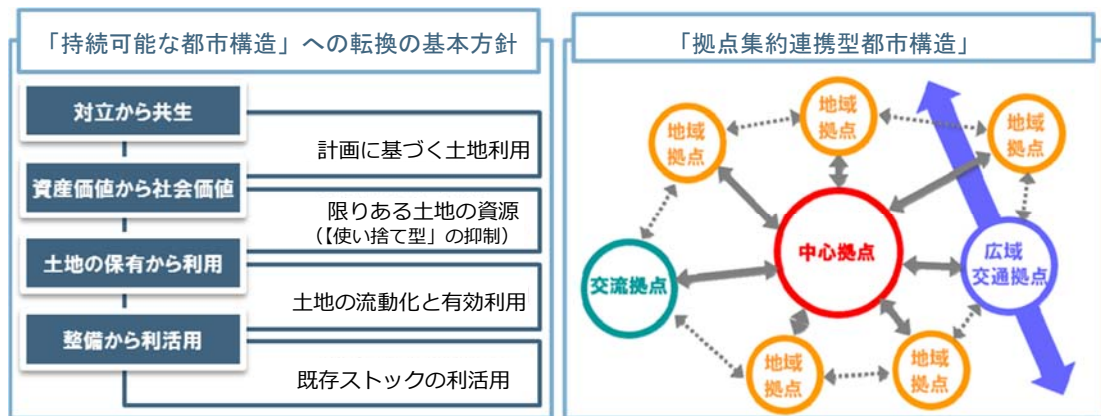 「持続可能な都市構造」への転換の基本方針
対立から共生
計画に基づく土地利用
資産価値から社会価値
限りある土地の資源
（【使い捨て型」の抑制）
土地の保有から利用
土地の流動化と有効利用
整備から利活用
既存ストックの利活用
「拠点集約連携型都市構造」
地域
拠点
地域
拠点
地域
拠点
中心拠点
広域
交通拠点
交流拠点
地域
拠点
地域
拠点